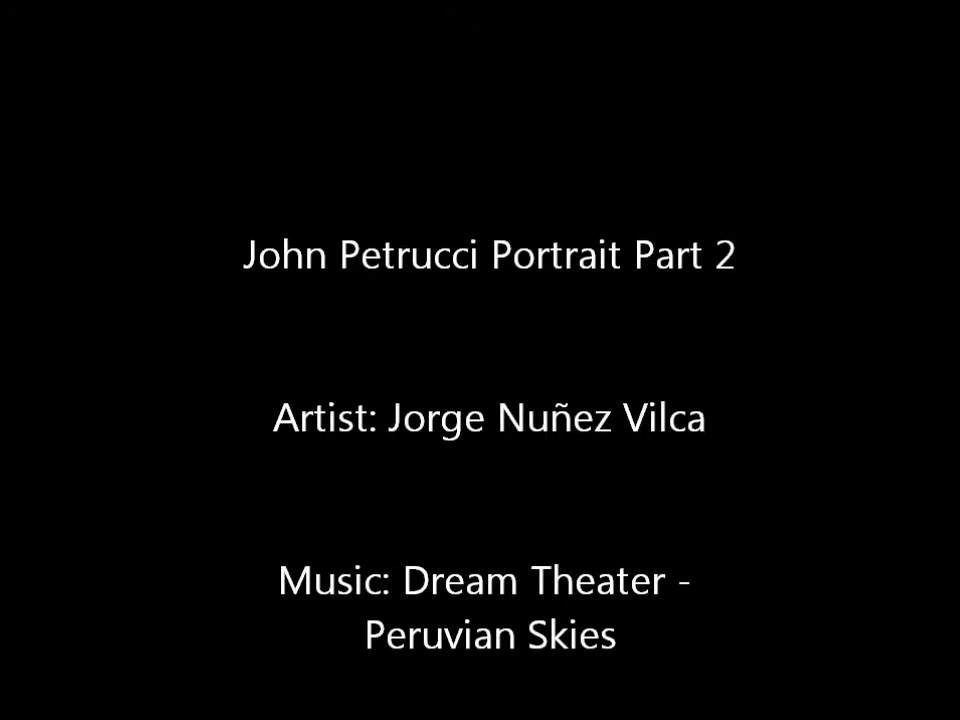 John Petrucci Portrait Part 2
Artist: Jorge Nuñez Vilca
Music: Dream Theater -
Peruvian Skies